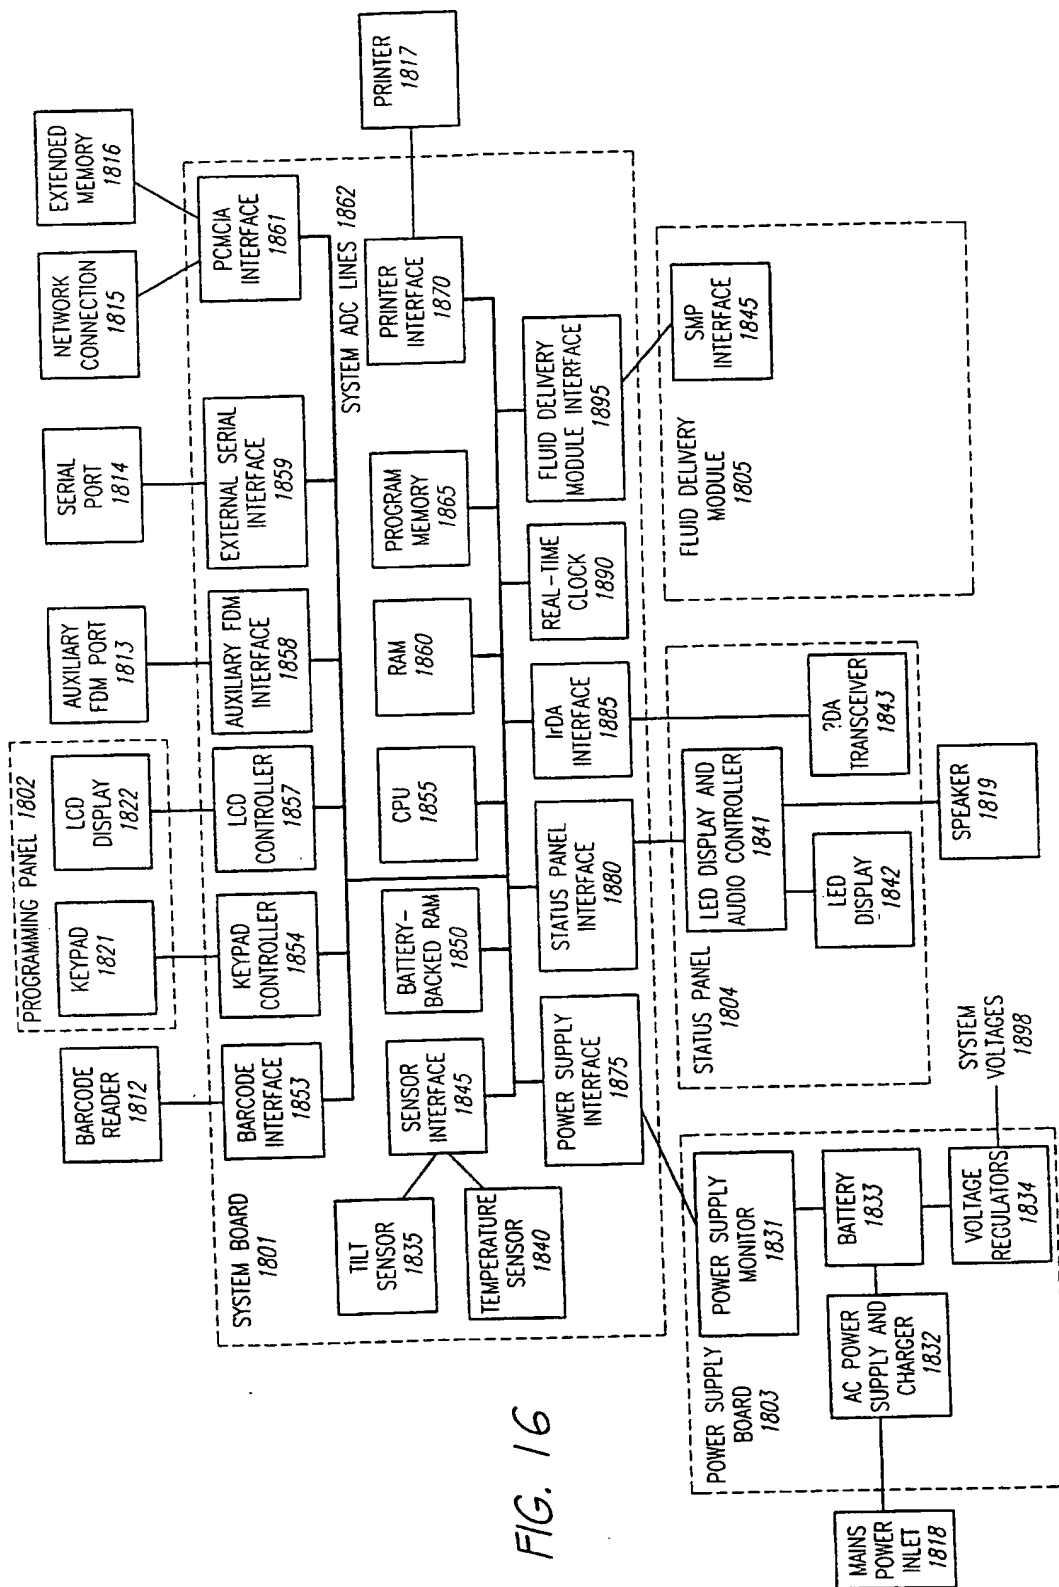 EXTENDED
MEMORY
1816
NETWORK
CONNECTION
1815
SERIAL
PORT
1814
AUXILIARY
FDM PORT
1813
PROGRAMMING PANEL 1802
LCD
DISPLAY
1822
KEYPAD
1821
BARCODE
READER
1812
PRINTER
1817
SYSTEM BOARD
1801
BARCODE
INTERFACE
1853
KEYPAD
CONTROLLER
1854
LCD
CONTROLLER
1857
AUXILIARY FDM
INTERFACE
1858
EXTERNAL SERIAL
INTERFACE
1859
PCMCIA
INTERFACE
1861
SYSTEM ADC LINES 1862
TILT
SENSOR
1835
TEMPERATURE
SENSOR
1840
SENSOR
INTERFACE
1845
BATTERY-
BACKED RAM
1850
CPU
1855
RAM
1860
PROGRAM
MEMORY
1865
PRINTER
INTERFACE
1870
POWER SUPPLY
INTERFACE
1875
STATUS PANEL
INTERFACE
1880
IrDA
INTERFACE
1885
REAL-TIME
CLOCK
1890
FLUID DELIVERY
MODULE INTERFACE
1895
POWER SUPPLY
BOARD
1803
POWER SUPPLY
MONITOR
1831
BATTERY
1833
AC POWER
SUPPLY AND
CHARGER
1832
VOLTAGE
REGULATORS
1834
SYSTEM
VOLTAGES
1898
MAINS
POWER
INLET
1818
STATUS PANEL
1804
LED DISPLAY AND
AUDIO CONTROLLER
1841
LED
DISPLAY
1842
?DA
TRANSCEIVER
1843
SPEAKER
1819
FLUID DELIVERY
MODULE
1805
SMP
INTERFACE
1845
FIG. 16